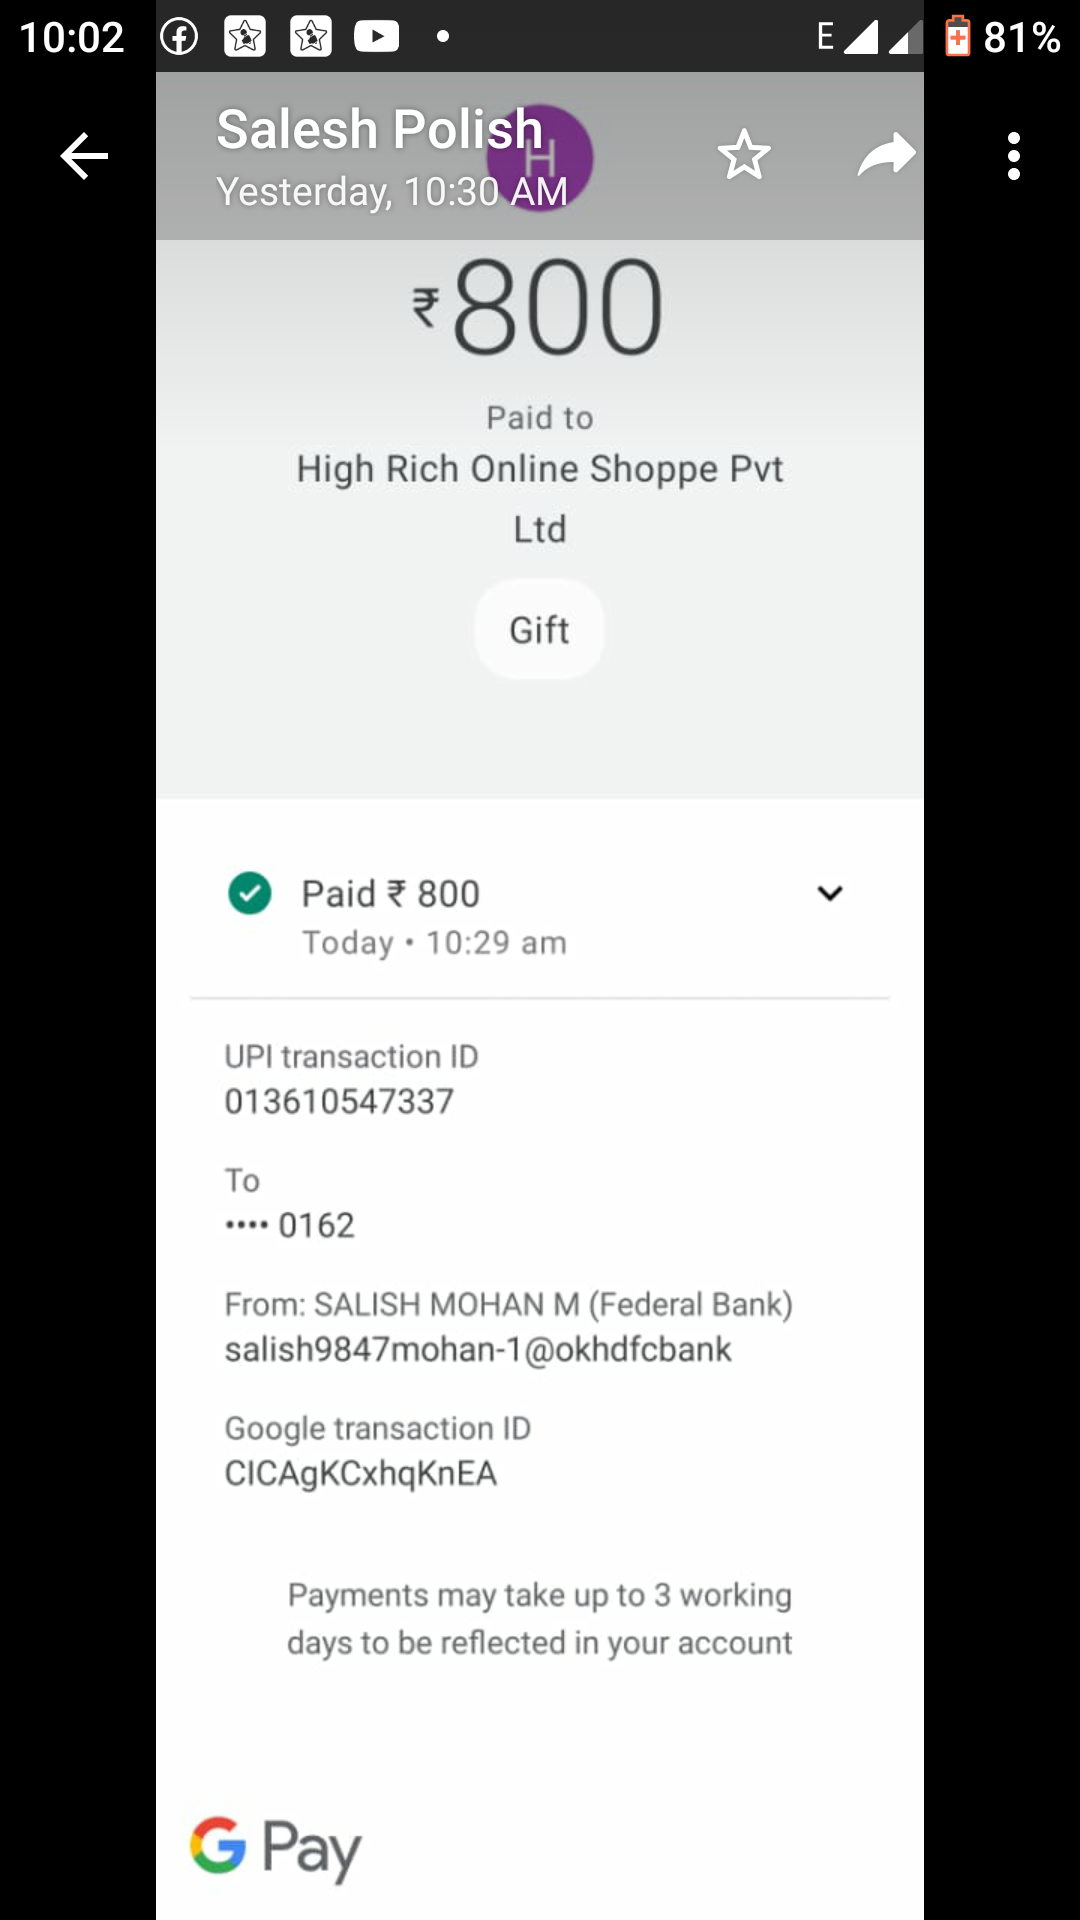 10:02
E
81%
Salesh Polish
H
Yesterday, 10:30 AM
₹800
Paid to
High Rich Online Shoppe Pvt
Ltd
Gift
Paid ₹ 800
Today • 10:29 am
UPI transaction ID
013610547337
To
•••• 0162
From: SALISH MOHAN M (Federal Bank)
salish9847mohan-1@okhdfcbank
Google transaction ID
CICAgKCxhqKnEA
Payments may take up to 3 working
days to be reflected in your account
G Pay